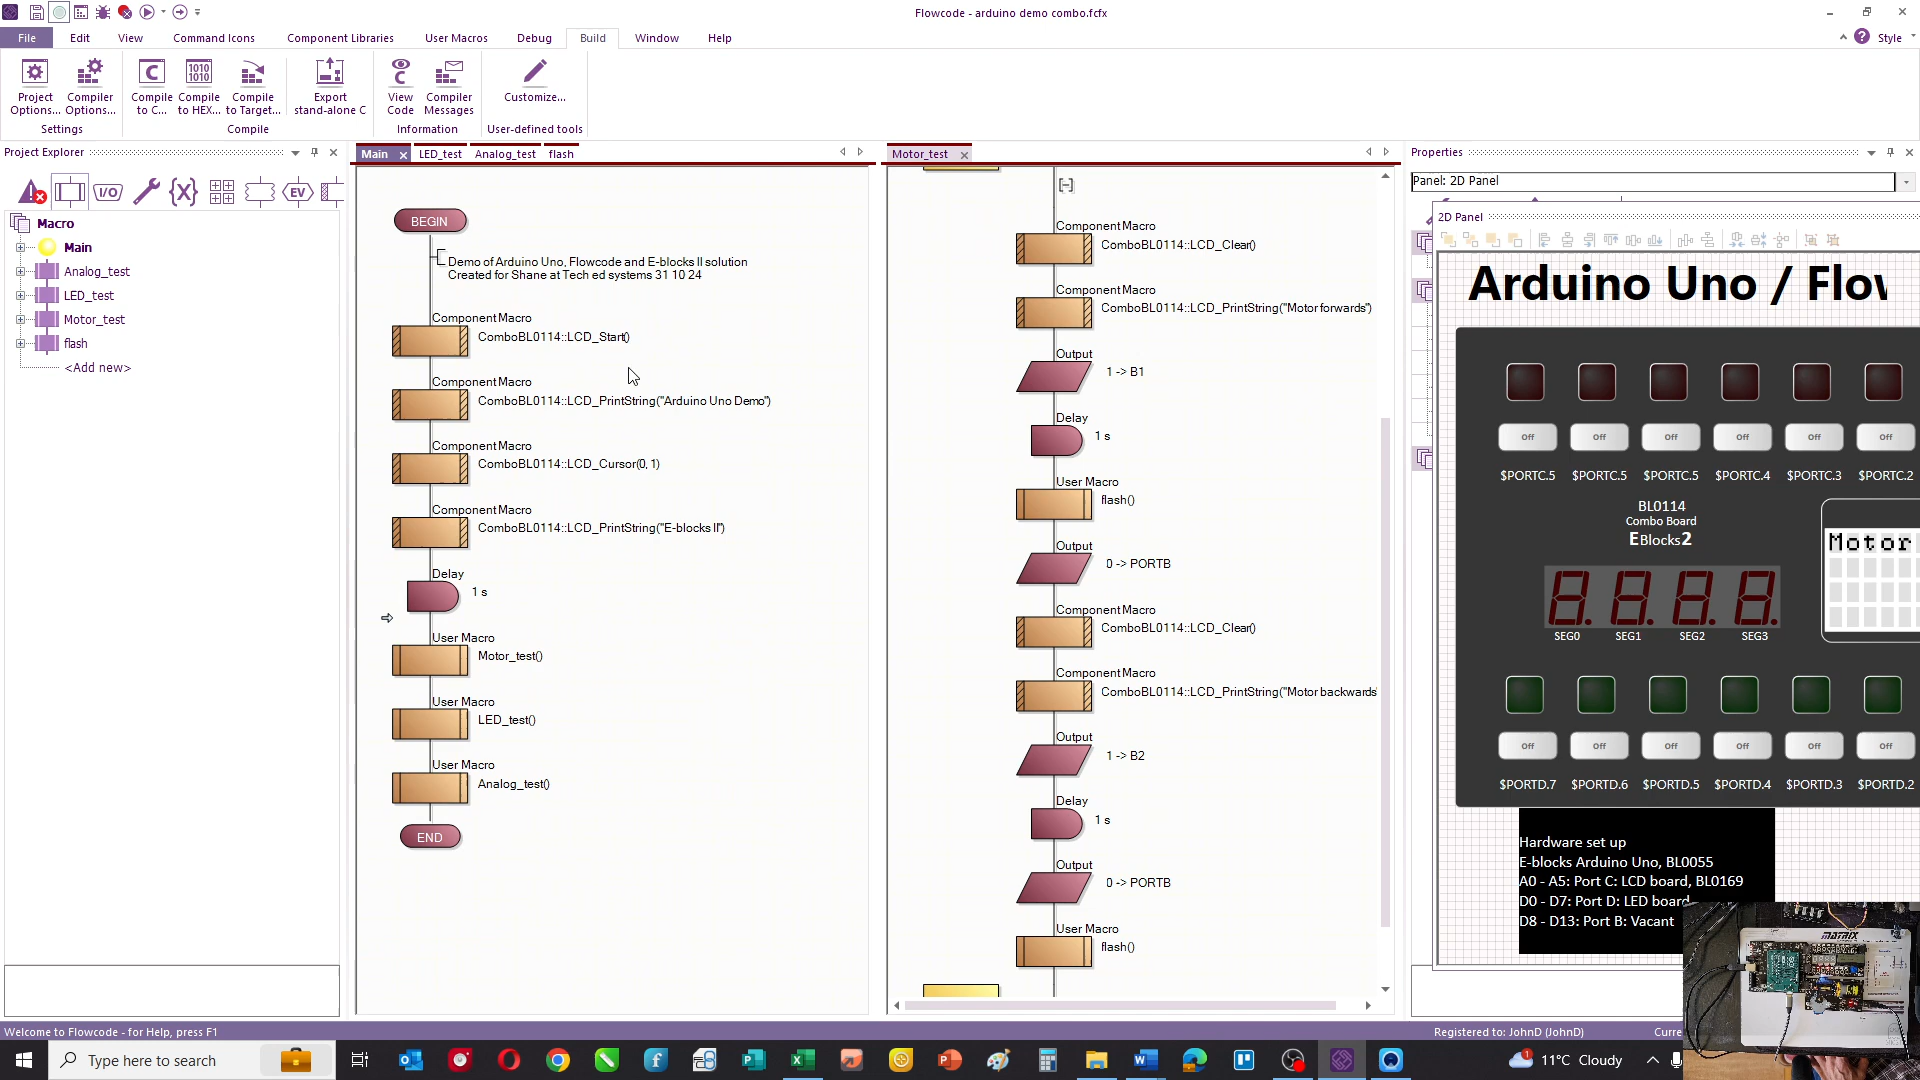 Flowcode - arduino demo combo.fcfx
File Edit View Command Icons Component Libraries User Macros Debug Build Window Help
Style
Project Options...
Compiler Options...
Compile to C...
Compile to HEX...
Compile to Target...
Export stand-alone C
View Code
Compiler Messages
Customize...
Settings
Compile
Information
User-defined tools
Project Explorer
Macro
Main
Analog_test
LED_test
Motor_test
flash
<Add new>
Main LED_test Analog_test flash
BEGIN
Demo of Arduino Uno, Flowcode and E-blocks II solution
Created for Shane at Tech ed systems 31 10 24
Component Macro
ComboBL0114::LCD_Start()
Component Macro
ComboBL0114::LCD_PrintString("Arduino Uno Demo")
Component Macro
ComboBL0114::LCD_Cursor(0, 1)
Component Macro
ComboBL0114::LCD_PrintString("E-blocks II")
Delay
1 s
User Macro
Motor_test()
User Macro
LED_test()
User Macro
Analog_test()
END
Motor_test
Component Macro
ComboBL0114::LCD_Clear()
Component Macro
ComboBL0114::LCD_PrintString("Motor forwards")
Output
1 -> B1
Delay
1 s
User Macro
flash()
Output
0 -> PORTB
Component Macro
ComboBL0114::LCD_Clear()
Component Macro
ComboBL0114::LCD_PrintString("Motor backwards"
Output
1 -> B2
Delay
1 s
Output
0 -> PORTB
User Macro
flash()
Properties
Panel: 2D Panel
2D Panel
Arduino Uno / Flow
Off Off Off Off Off Off
$PORTC.5 $PORTC.5 $PORTC.5 $PORTC.4 $PORTC.3 $PORTC.2
BL0114
Combo Board
EBlocks2
Motor
8.8.8.8.
SEG0 SEG1 SEG2 SEG3
Off Off Off Off Off Off
$PORTD.7 $PORTD.6 $PORTD.5 $PORTD.4 $PORTD.3 $PORTD.2
Hardware set up
E-blocks Arduino Uno, BL0055
A0 - A5: Port C: LCD board, BL0169
D0 - D7: Port D: LED board
D8 - D13: Port B: Vacant
MATRIX
Welcome to Flowcode - for Help, press F1
Registered to: JohnD (JohnD)
Curre
Type here to search
11°C Cloudy